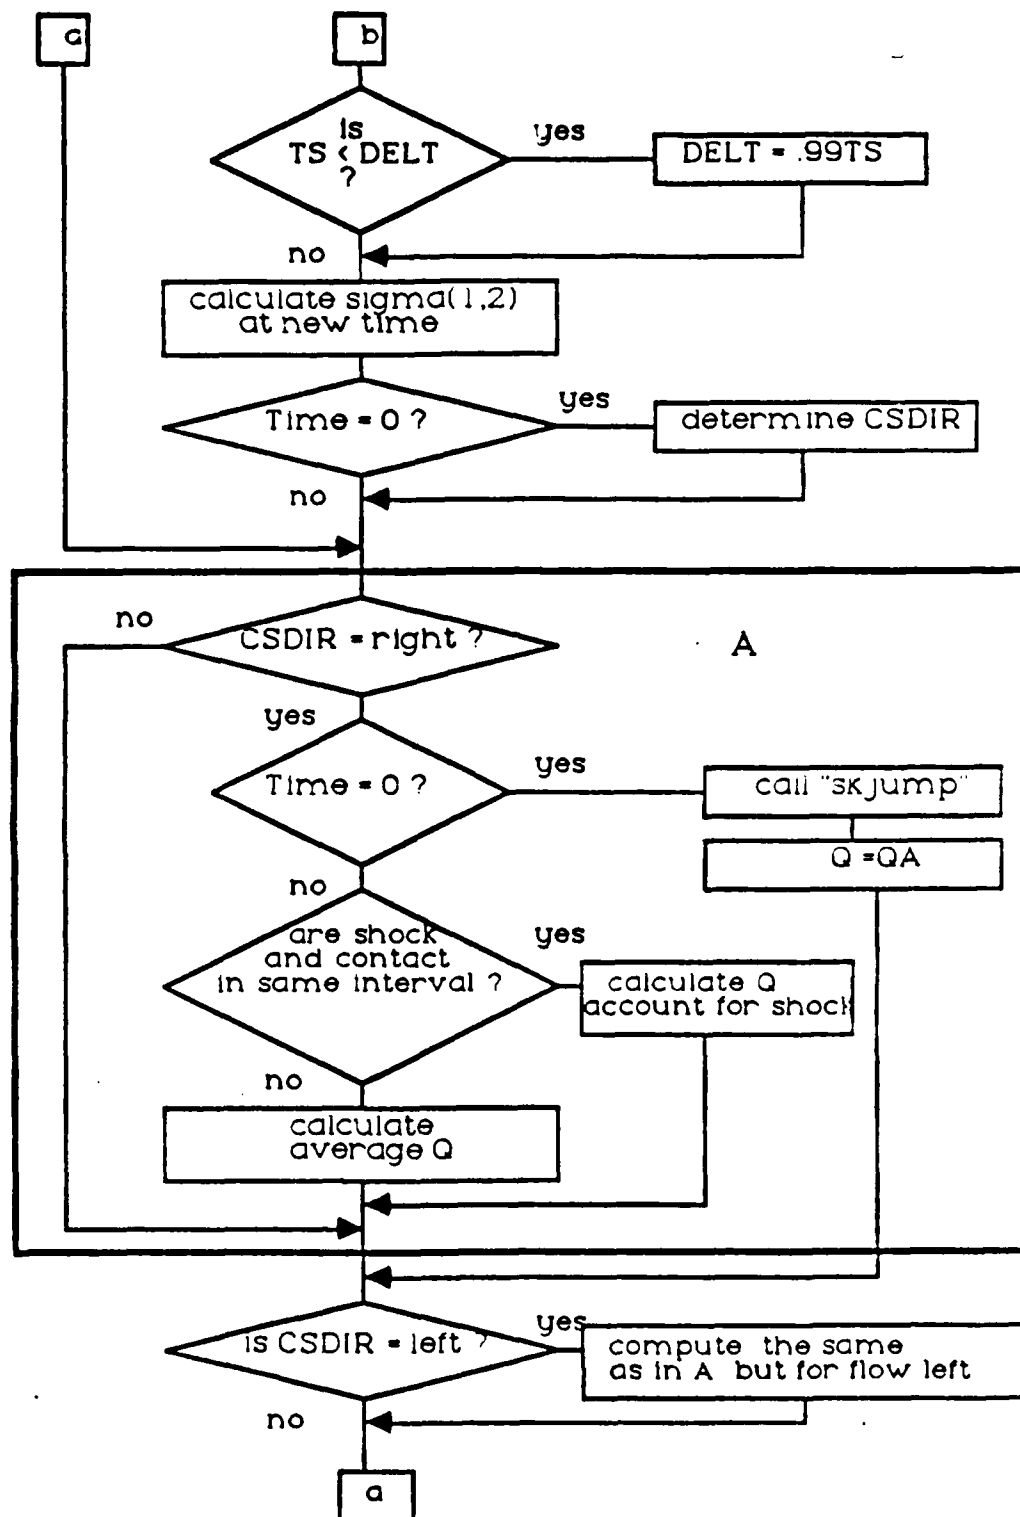 a
b
is
TS < DELT
?
yes
DELT = .99TS
no
calculate sigma(1,2)
at new time
Time = 0 ?
yes
determine CSDIR
no
no
CSDIR = right ?
A
yes
Time = 0 ?
yes
call "skjump"
Q =QA
no
are shock
and contact
in same interval ?
yes
calculate Q
account for shock
no
calculate
average Q
is CSDIR = left ?
yes
compute the same
as in A but for flow left
no
a